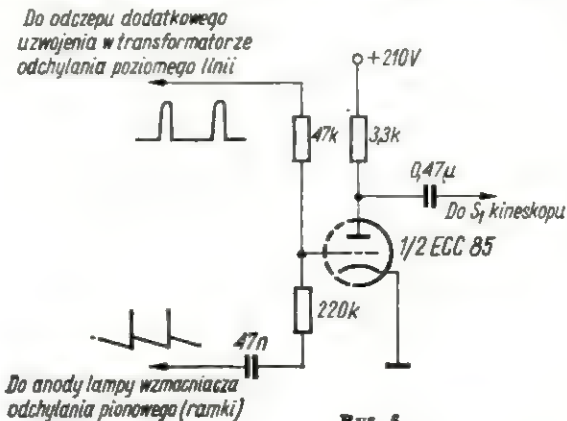 Do odczepu dodatkowego
uzwojenia w transformatorze
odchylania poziomego linii
+210V
47k
3,3k
0,47μ
Do S₁ kineskopu
1/2 ECC 85
220k
47n
Do anody lampy wzmacniacza
odchylania pionowego (ramki)